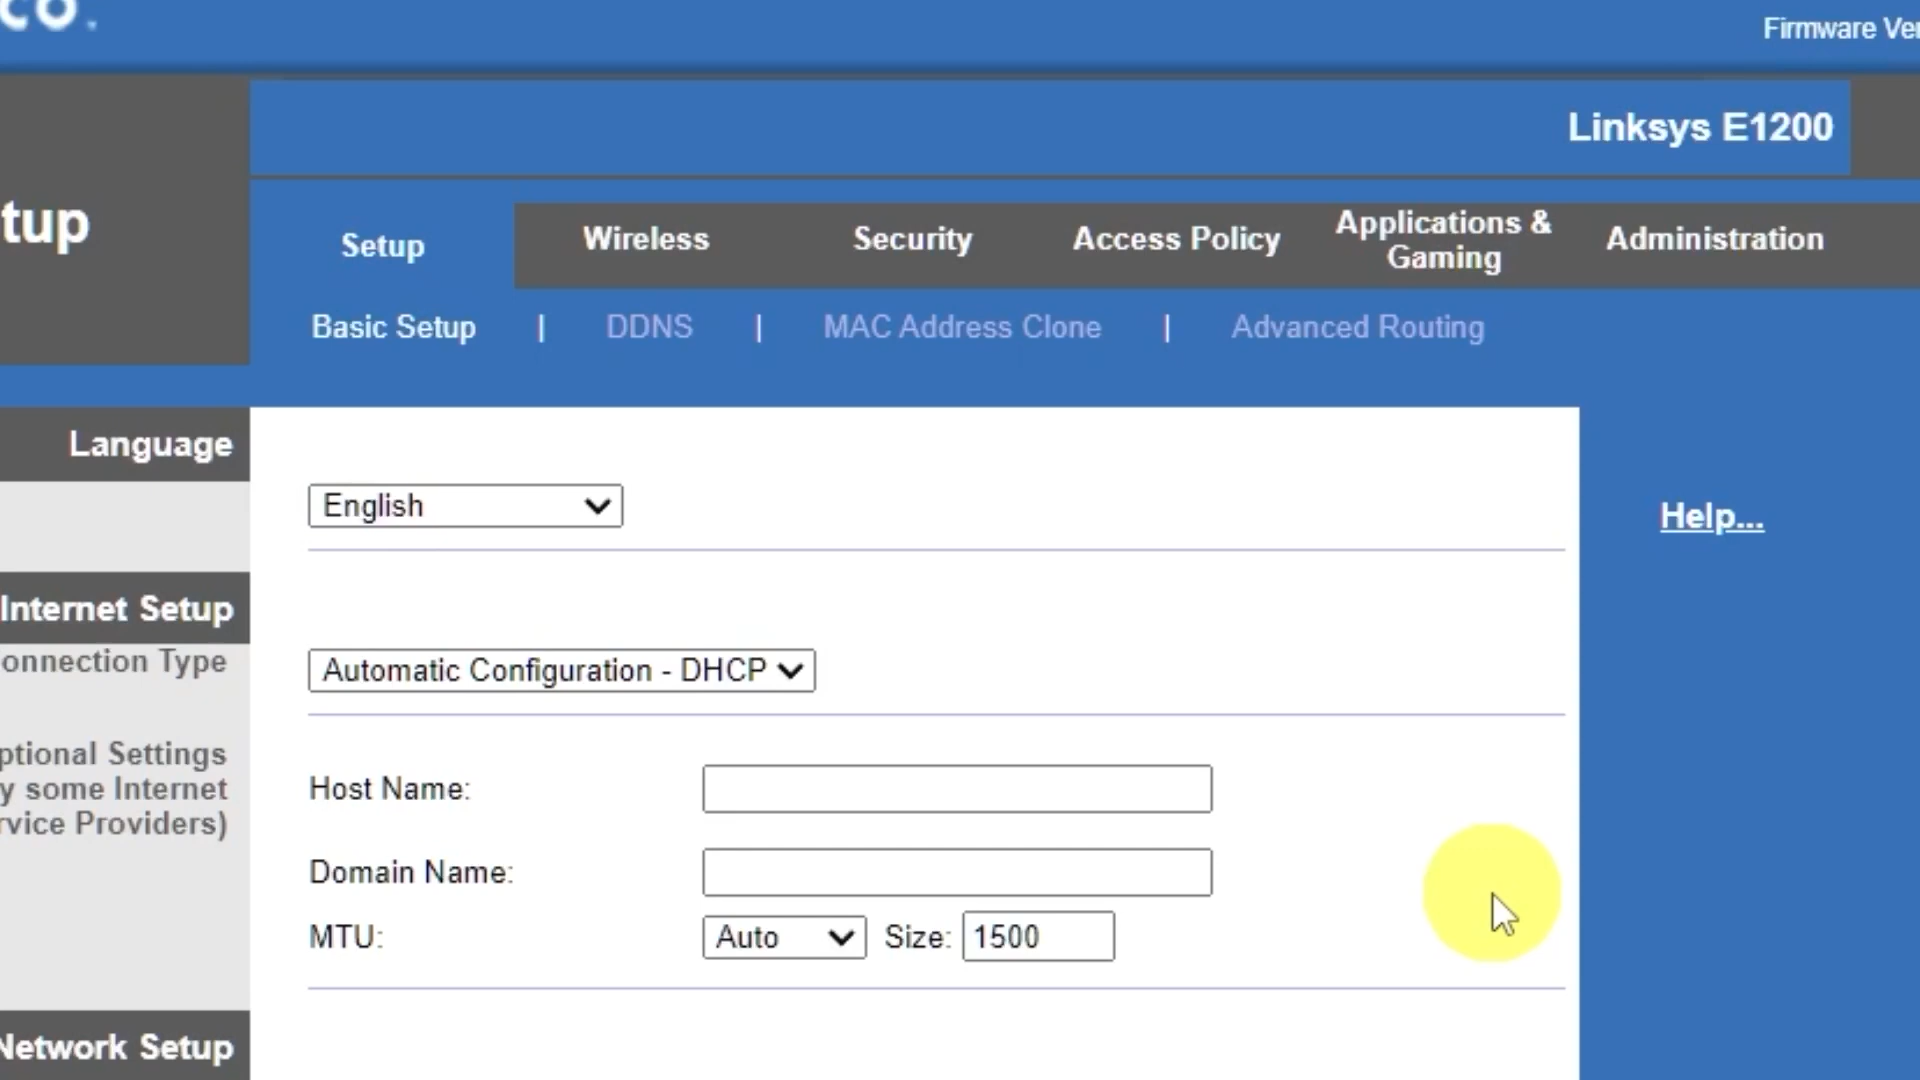 Linksys E1200
Setup
Wireless
Security
Access Policy
Applications &
Gaming
Administration
Basic Setup | DDNS | MAC Address Clone | Advanced Routing
Language
English
Help...
Internet Setup
onnection Type
Automatic Configuration - DHCP
ptional Settings
y some Internet
rvice Providers)
Host Name:
Domain Name:
MTU: Auto Size: 1500
Network Setup
Firmware Ver
tup
co.